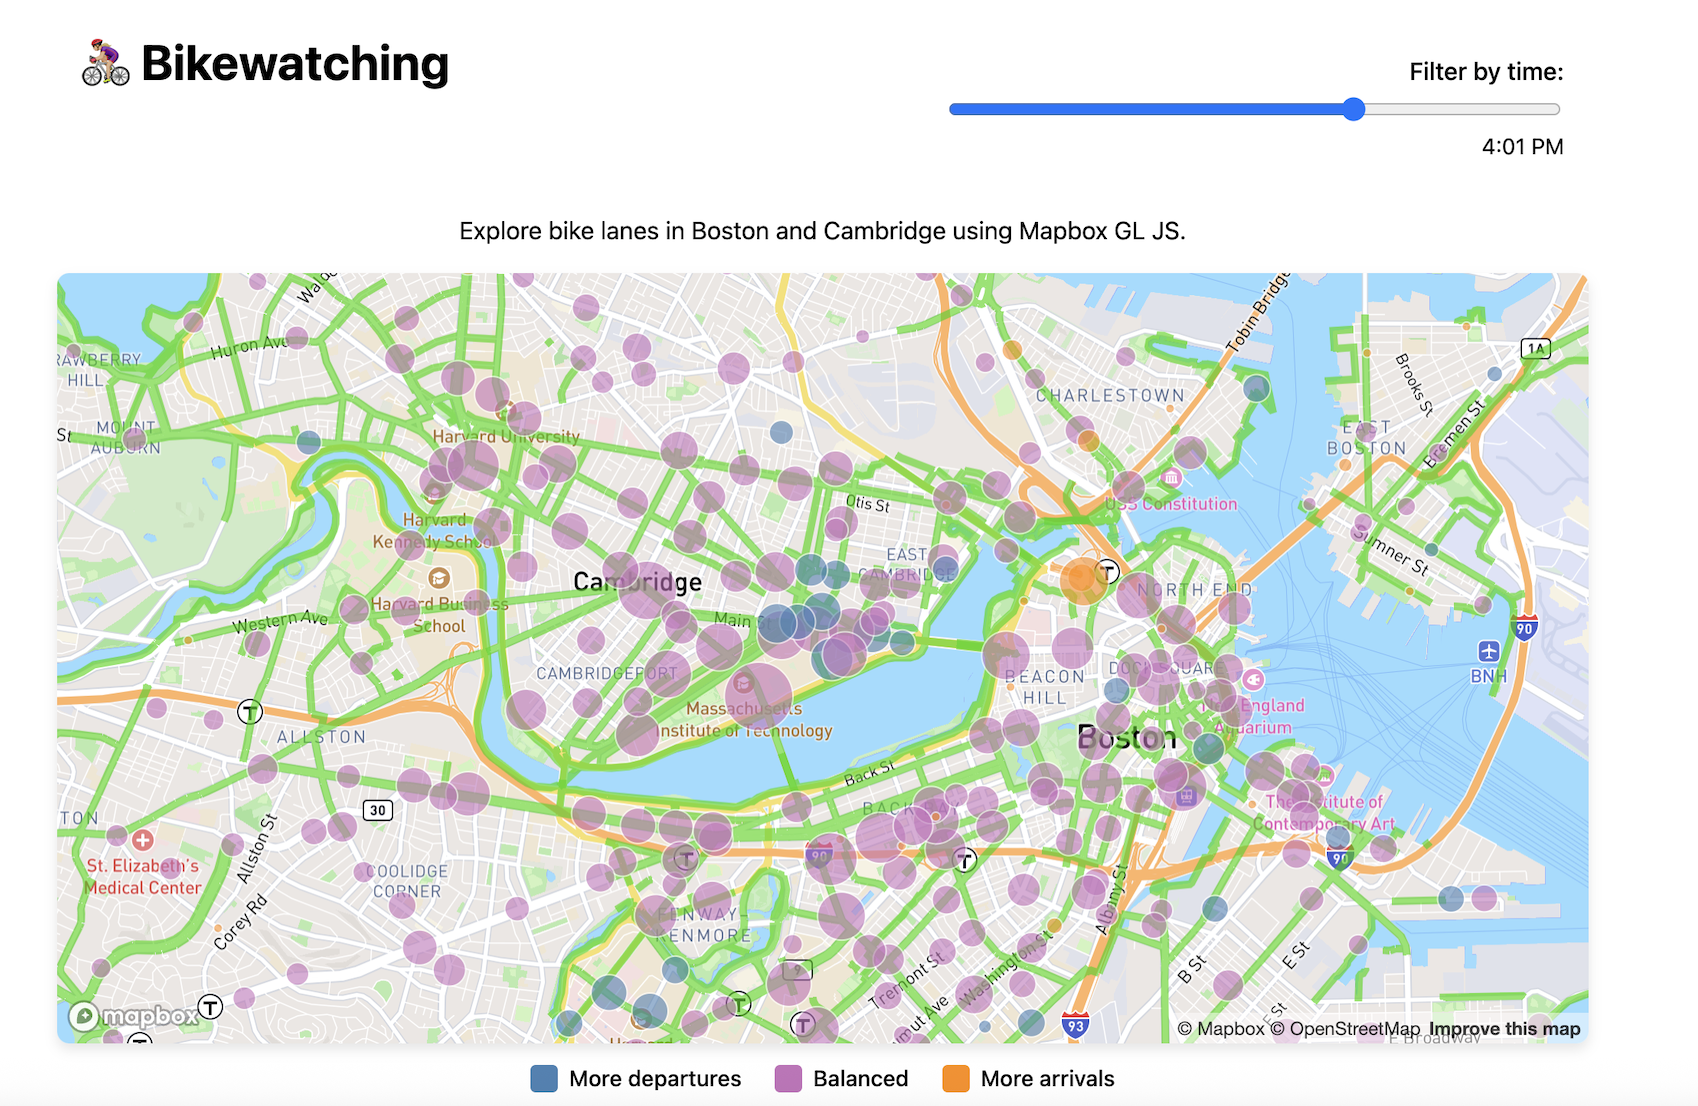 Bikewatching
Filter by time:
4:01 PM
Explore bike lanes in Boston and Cambridge using Mapbox GL JS.
Tobin Bridge
Huron Ave
1A
HILL
Brooks St
CHARLESTOWN
MOUNT
AUBURN
St
Harvard University
EAST
BOSTON
Bremen St
Otis St
USS Constitution
Harvard
Kennedy School
Sumner St
EAST
CAMBRIDGE
Cambridge
T
NORTH END
Harvard Business
School
Western Ave
Main St
90
CAMBRIDGEPORT
BEACON
HILL
DOCK SQUARE
BNH
Massachusetts
Institute of Technology
New England
Aquarium
T
ALLSTON
Boston
Back St
30
BACK BAY
The Institute of
Contemporary Art
TON
St. Elizabeth's
Medical Center
Allston St
COOLIDGE
CORNER
T
90
T
90
Corey Rd
FENWAY-
KENMORE
Albany St
Washington St
Tremont St
B St
E St
9
T
T
T
93
E St
mapbox
© Mapbox © OpenStreetMap Improve this map
E Broadway
More departures
Balanced
More arrivals